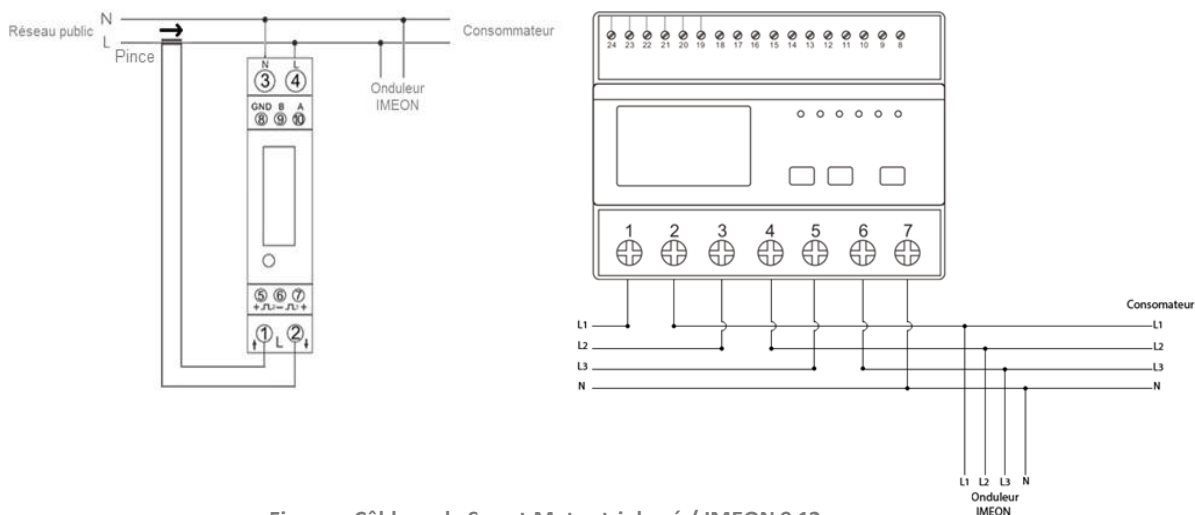 N
Réseau public
L
Pince
Consommateur
N L
3 4
Onduleur
IMEON
GND B A
8 9 10
5 6 7
+ - +
1 L 2
24 23 22 21 20 19 18 17 16 15 14 13 12 11 10 9 8
1 2 3 4 5 6 7
Consomateur
L1 L1
L2 L2
L3 L3
N N
L1 L2 L3 N
Onduleur
IMEON